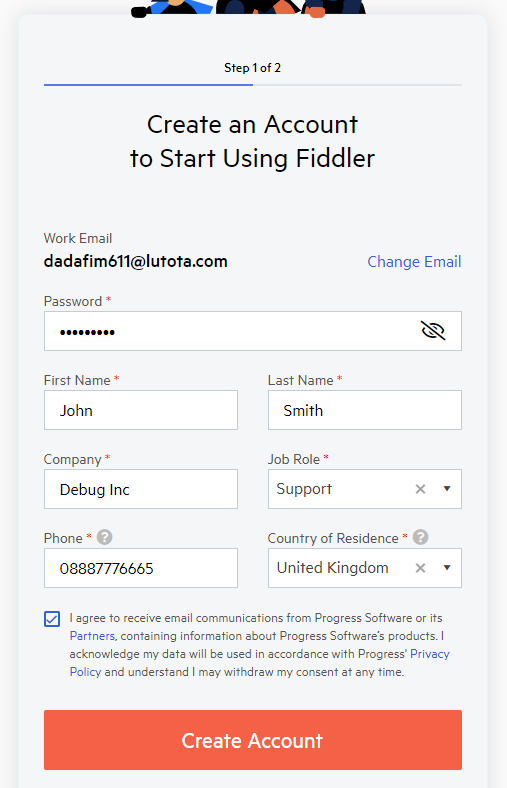 Step 1 of 2
Create an Account
to Start Using Fiddler
Work Email
dadafim611@lutota.com
Change Email
Password *
•••••••••
First Name *
Last Name *
John
Smith
Company *
Job Role *
Debug Inc
Support
Phone * ?
Country of Residence * ?
08887776665
United Kingdom
I agree to receive email communications from Progress Software or its
Partners, containing information about Progress Software's products. I
acknowledge my data will be used in accordance with Progress' Privacy
Policy and understand I may withdraw my consent at any time.
Create Account